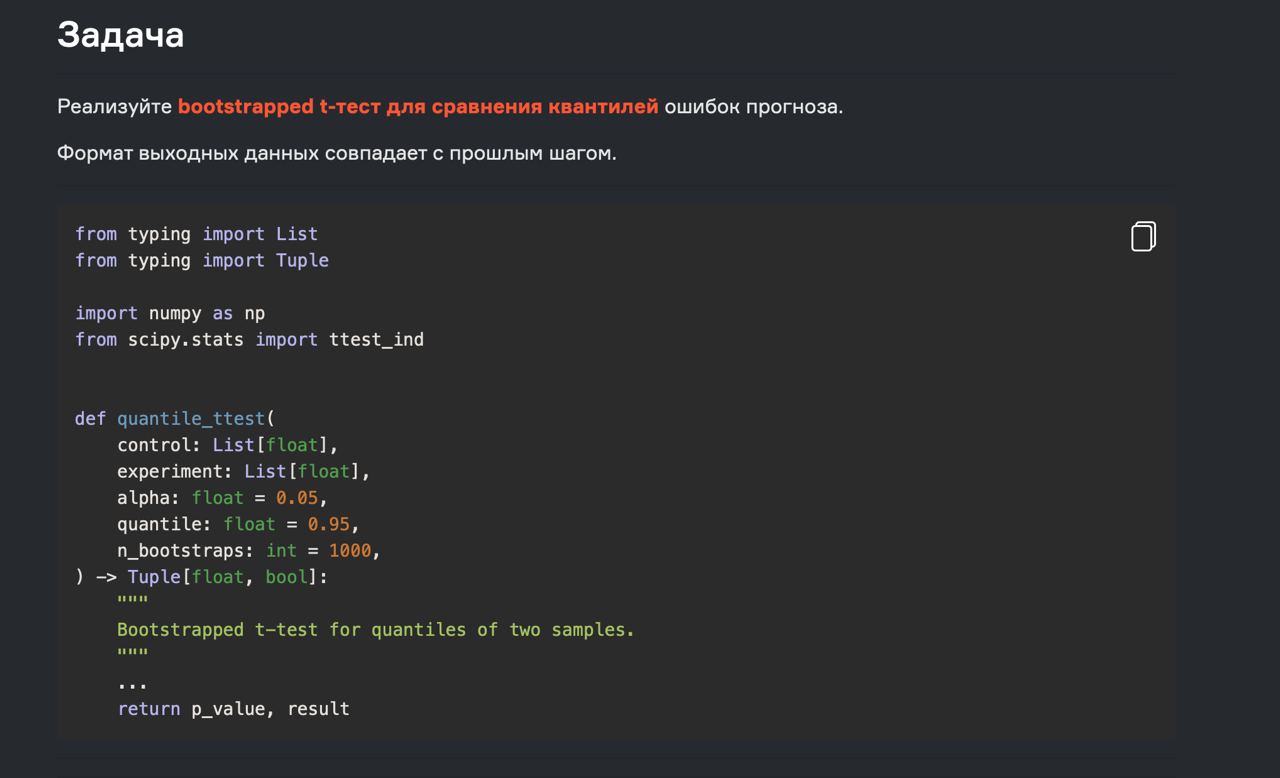 Задача
Реализуйте bootstrapped t-тест для сравнения квантилей ошибок прогноза.
Формат выходных данных совпадает с прошлым шагом.
from typing import List
from typing import Tuple
import numpy as np
from scipy.stats import ttest_ind
def quantile_ttest(
    control: List[float],
    experiment: List[float],
    alpha: float = 0.05,
    quantile: float = 0.95,
    n_bootstraps: int = 1000,
) -> Tuple[float, bool]:
    """
    Bootstrapped t-test for quantiles of two samples.
    """
    ...
    return p_value, result